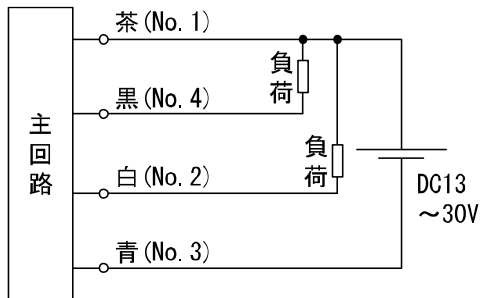 茶(No. 1)
負荷
黒(No. 4)
主回路
負荷
白(No. 2)
DC13
～30V
青(No. 3)